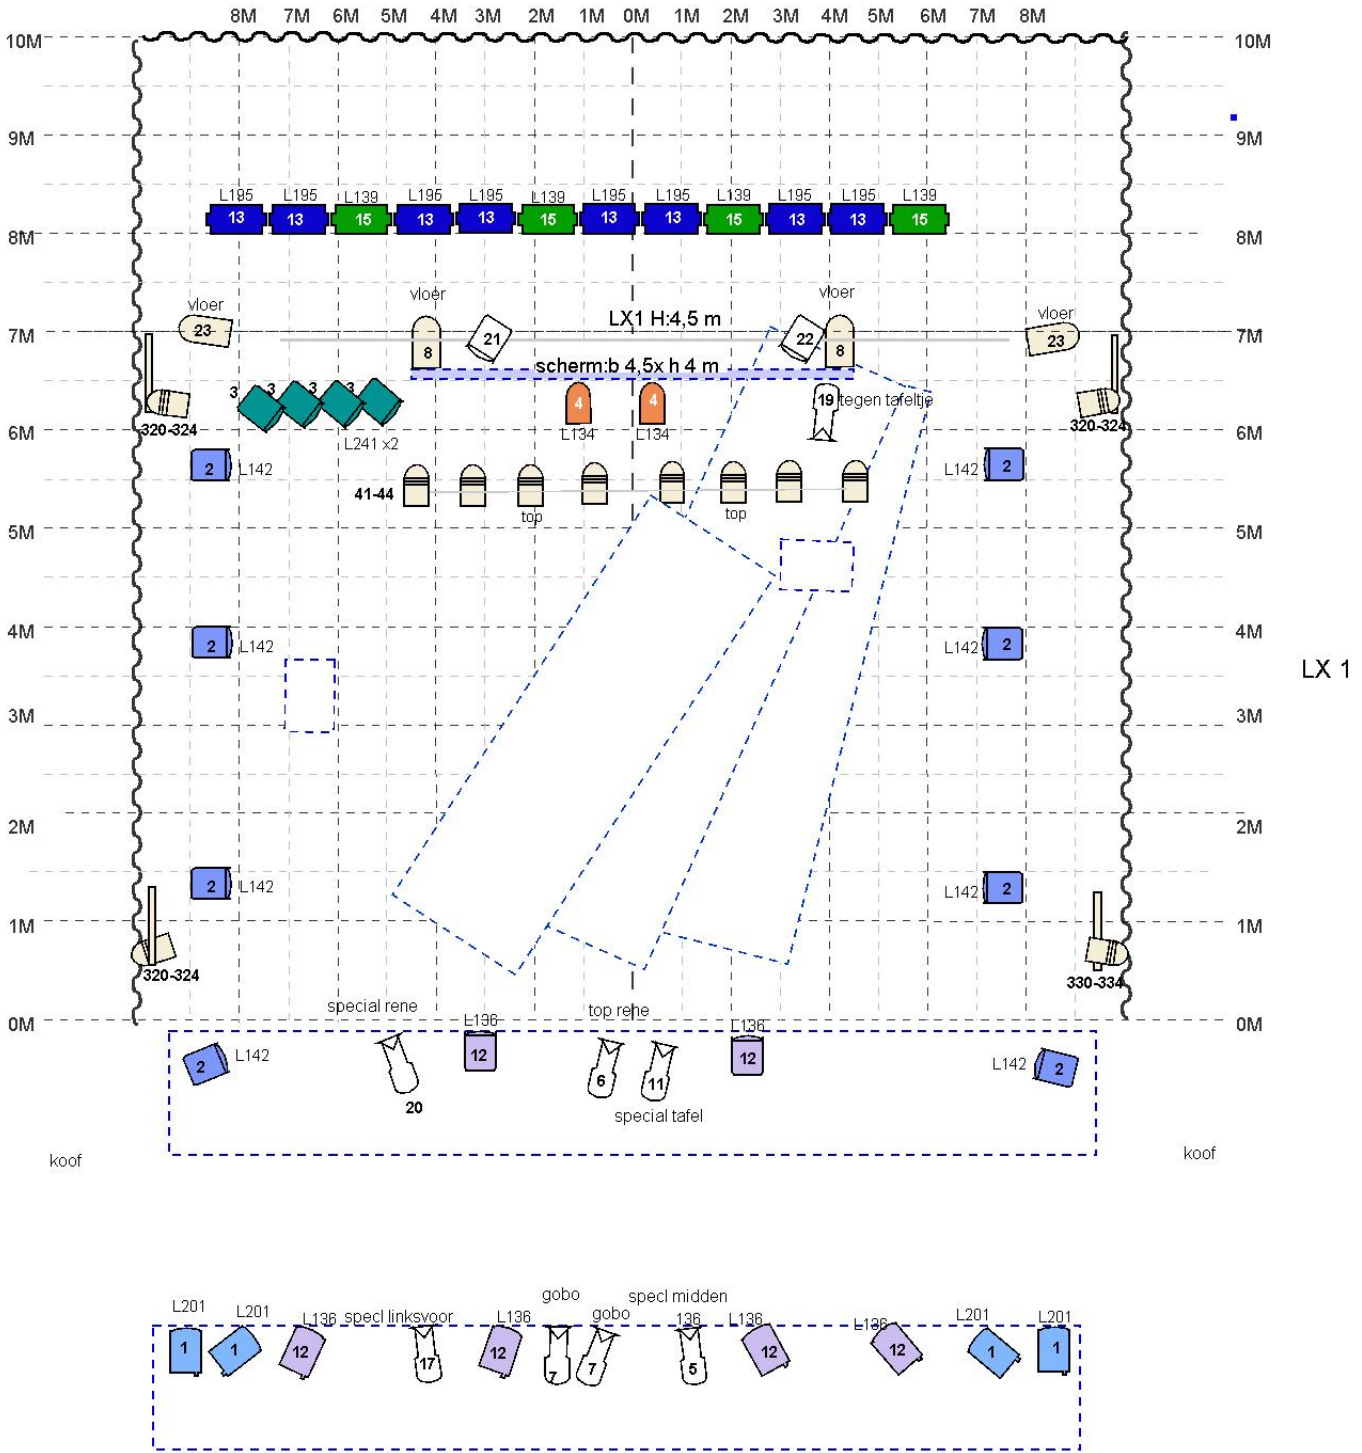 8M 7M 6M 5M 4M 3M 2M 1M 0M 1M 2M 3M 4M 5M 6M 7M 8M
10M 10M
9M 9M
L195 L195 L139 L195 L195 L139 L195 L195 L139 L195 L195 L139
13 13 15 13 13 15 13 13 15 13 13 15
8M 8M
vloer vloer vloer vloer
LX1 H:4,5 m
7M 23 8 21 22 8 23 7M
scherm:b 4,5x h 4 m
3 3 3 3 4 4 19 tegen tafeltje
320-324 L241 x2 L134 L134 320-324
6M 6M
2 L142 L142 2
41-44
top top
5M 5M
4M 2 L142 L142 2 4M
LX 1
3M 3M
2M 2M
2 L142 L142 2
1M 1M
320-324 330-334
special rene top rene
0M L136 L136 0M
2 L142 12 6 11 12 L142 2
20 special tafel
koof koof
gobo specl midden
L201 L201 L136 specl linksvoor L136 gobo 136 L136 L136 L201 L201
1 1 12 17 12 7 7 5 12 12 1 1